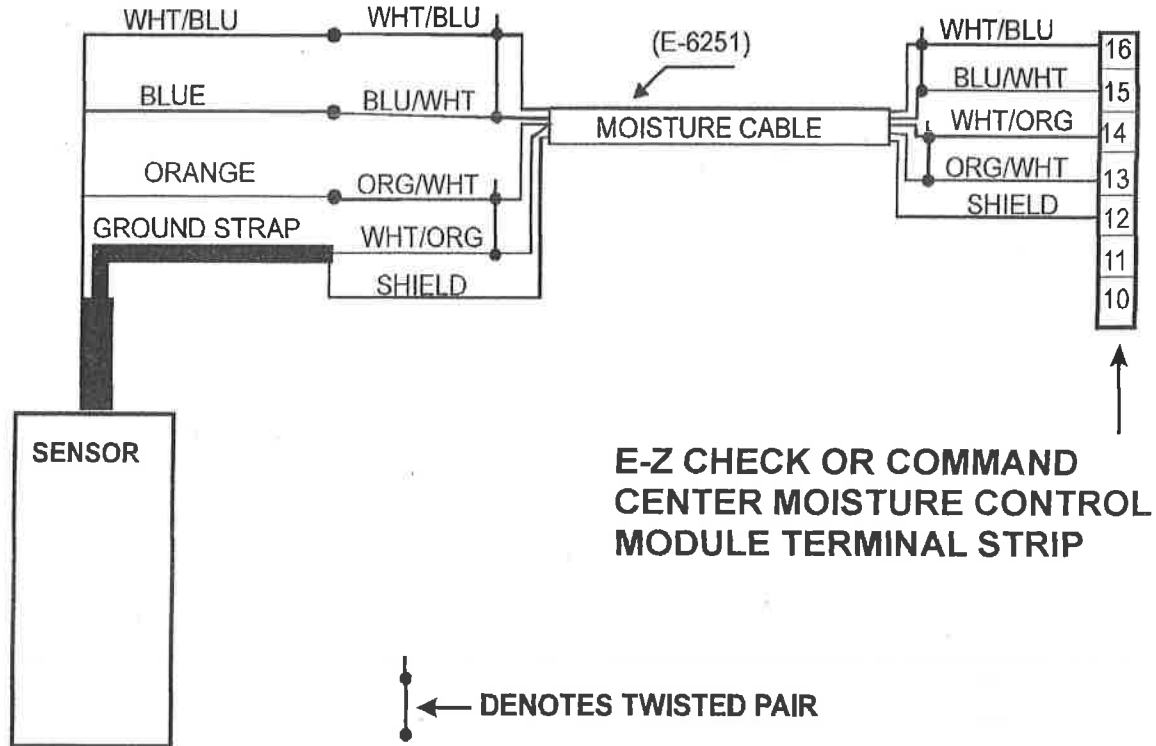 WHT/BLU
WHT/BLU
BLUE
BLU/WHT
ORANGE
ORG/WHT
GROUND STRAP
WHT/ORG
SHIELD
(E-6251)
MOISTURE CABLE
WHT/BLU
16
BLU/WHT
15
WHT/ORG
14
ORG/WHT
13
SHIELD
12
11
10
SENSOR
E-Z CHECK OR COMMAND
CENTER MOISTURE CONTROL
MODULE TERMINAL STRIP
DENOTES TWISTED PAIR